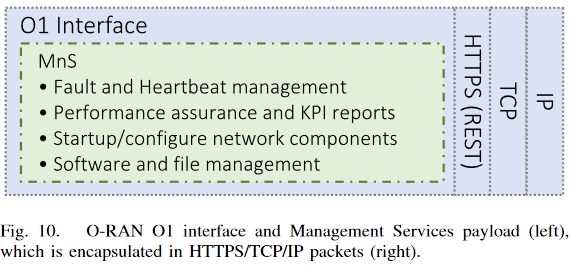 O1 Interface
MnS
• Fault and Heartbeat management
• Performance assurance and KPI reports
• Startup/configure network components
• Software and file management
HTTPS (REST)
TCP
IP
Fig. 10. O-RAN O1 interface and Management Services payload (left),
which is encapsulated in HTTPS/TCP/IP packets (right).